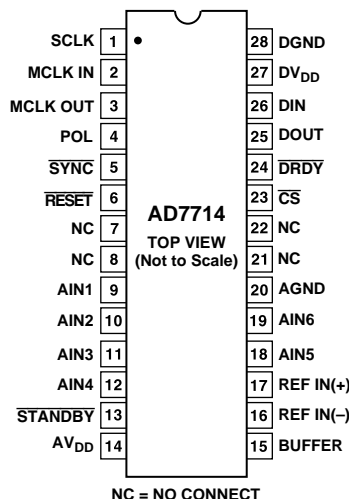 SCLK 1 28 DGND
MCLK IN 2 27 DVDD
MCLK OUT 3 26 DIN
POL 4 25 DOUT
SYNC 5 24 DRDY
RESET 6 23 CS
NC 7 22 NC
NC 8 21 NC
AIN1 9 20 AGND
AIN2 10 19 AIN6
AIN3 11 18 AIN5
AIN4 12 17 REF IN(+)
STANDBY 13 16 REF IN(–)
AVDD 14 15 BUFFER
AD7714
TOP VIEW
(Not to Scale)
NC = NO CONNECT